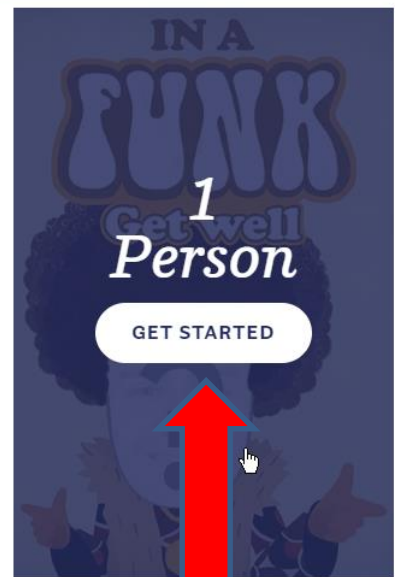 IN A
FUNK
Get well
1
Person
GET STARTED